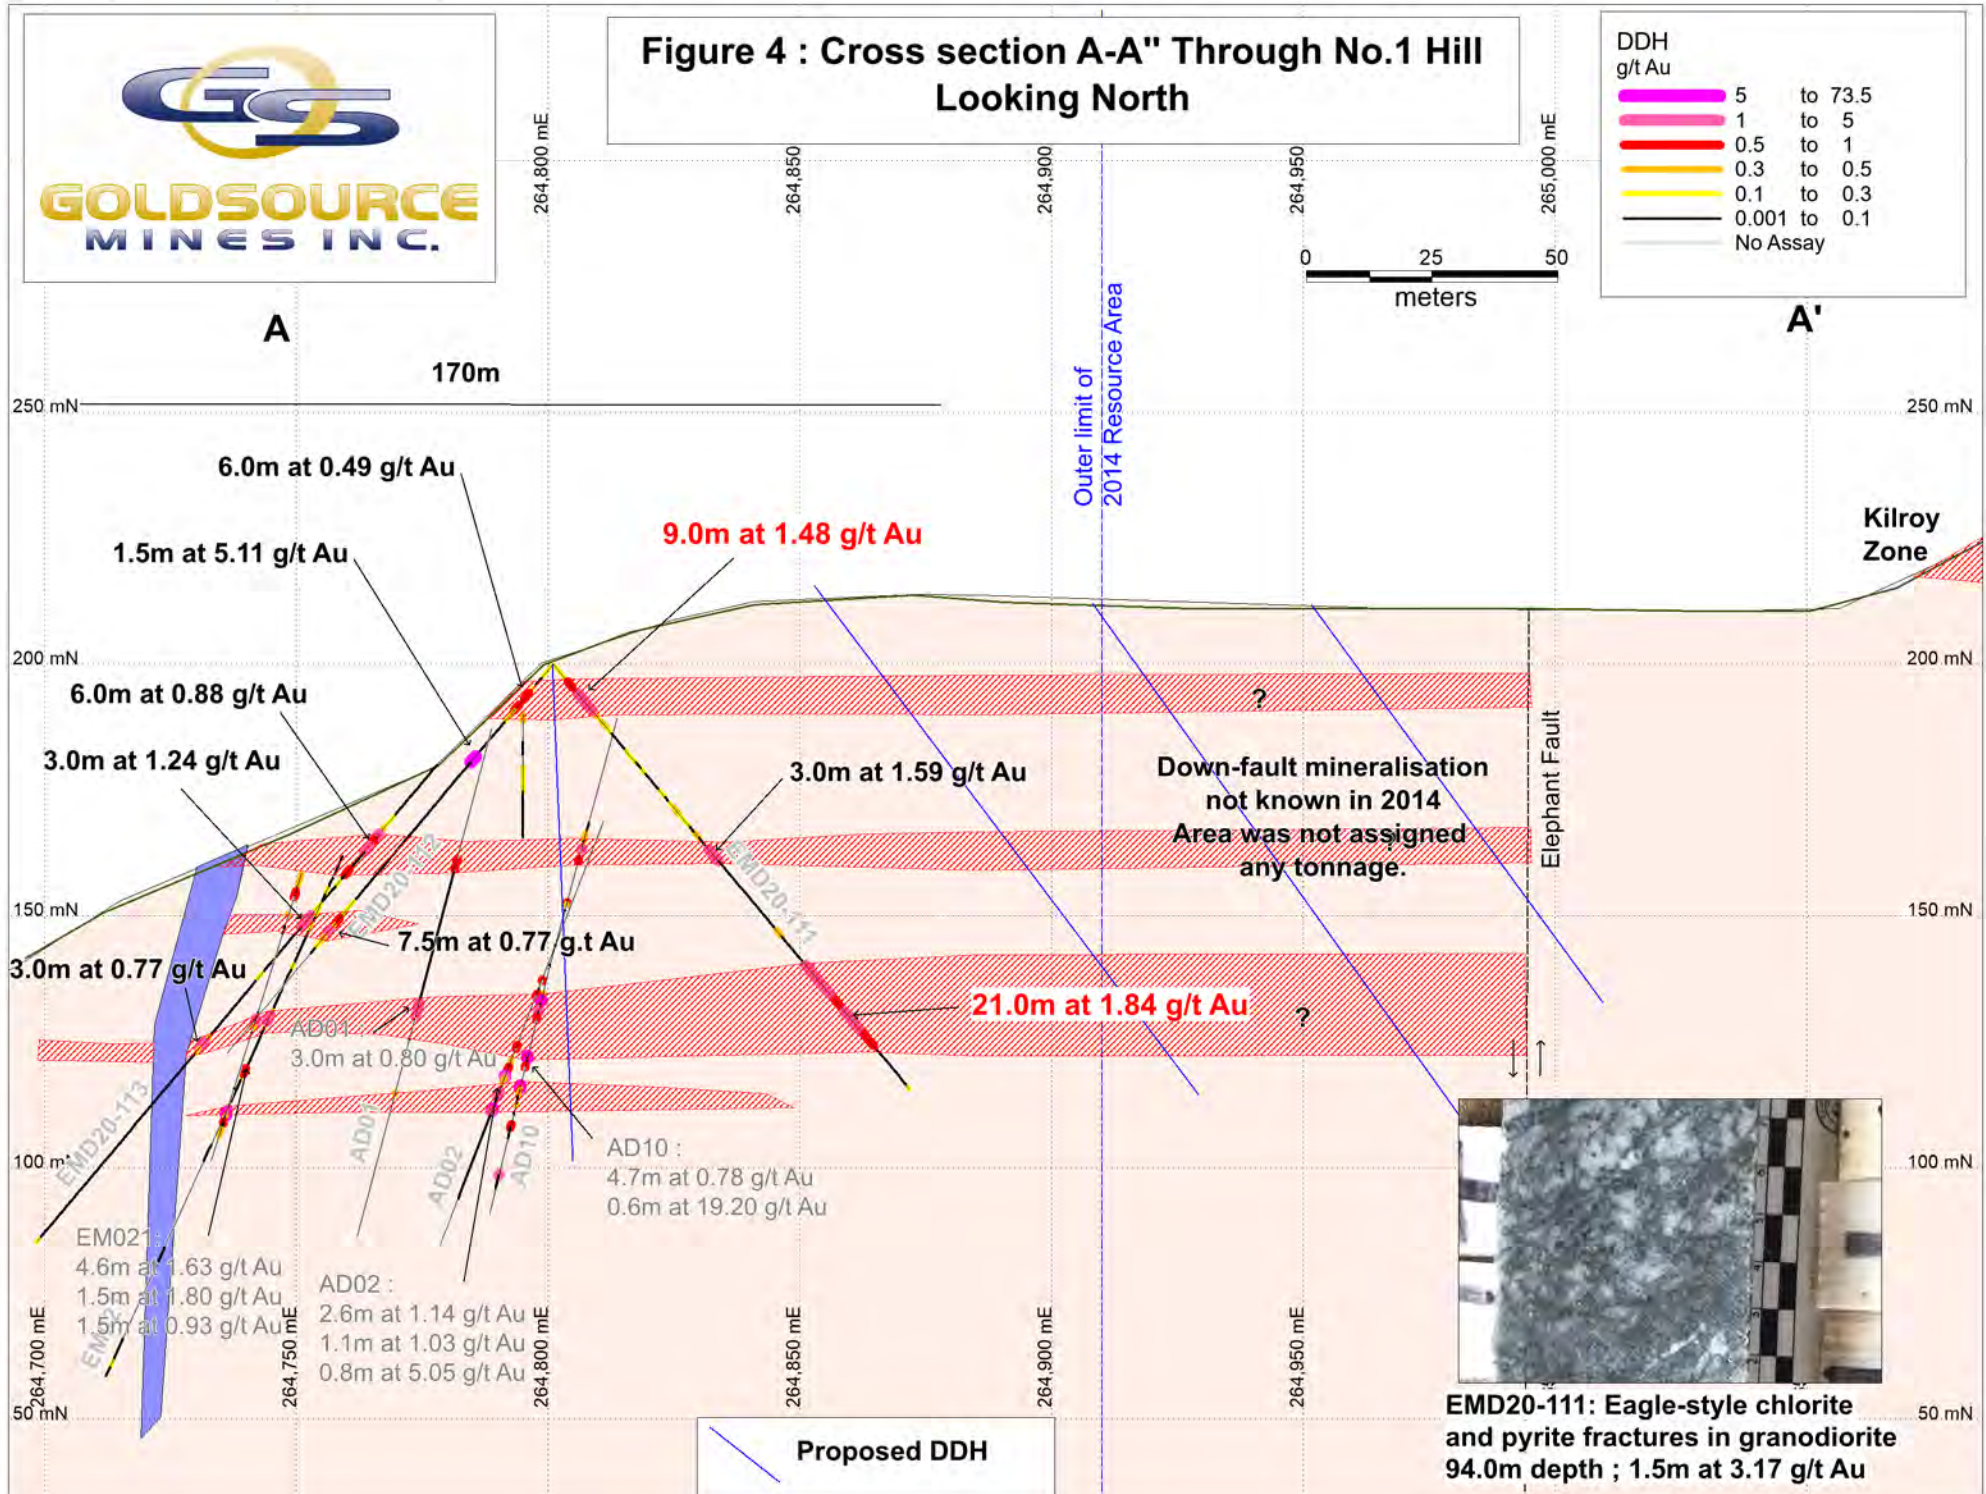 GS
GOLDSOURCE
MINES INC.
Figure 4 : Cross section A-A" Through No.1 Hill
Looking North
DDH
g/t Au
5 to 73.5
1 to 5
0.5 to 1
0.3 to 0.5
0.1 to 0.3
0.001 to 0.1
No Assay
264,800 mE
264,850
264,900
264,950
265,000 mE
0 25 50
meters
A
A'
170m
250 mN
250 mN
Outer limit of
2014 Resource Area
6.0m at 0.49 g/t Au
9.0m at 1.48 g/t Au
1.5m at 5.11 g/t Au
Kilroy
Zone
200 mN
200 mN
6.0m at 0.88 g/t Au
?
3.0m at 1.24 g/t Au
3.0m at 1.59 g/t Au
Down-fault mineralisation
not known in 2014
Area was not assigned
any tonnage.
?
Elephant Fault
EMD20-112
EMD20-111
150 mN
150 mN
7.5m at 0.77 g.t Au
3.0m at 0.77 g/t Au
21.0m at 1.84 g/t Au
?
AD01
3.0m at 0.80 g/t Au
EMD20-113
AD01
AD02
AD10
100 m
100 mN
AD10 :
4.7m at 0.78 g/t Au
0.6m at 19.20 g/t Au
EM021:
4.6m at 1.63 g/t Au
1.5m at 1.80 g/t Au
1.5m at 0.93 g/t Au
AD02 :
2.6m at 1.14 g/t Au
1.1m at 1.03 g/t Au
0.8m at 5.05 g/t Au
264,700 mE
264,750 mE
264,800 mE
264,850 mE
264,900 mE
264,950 mE
50 mN
50 mN
Proposed DDH
EMD20-111: Eagle-style chlorite
and pyrite fractures in granodiorite
94.0m depth ; 1.5m at 3.17 g/t Au